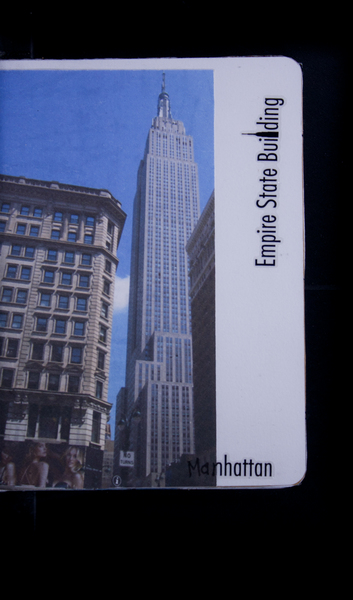 Empire State Building
Manhattan